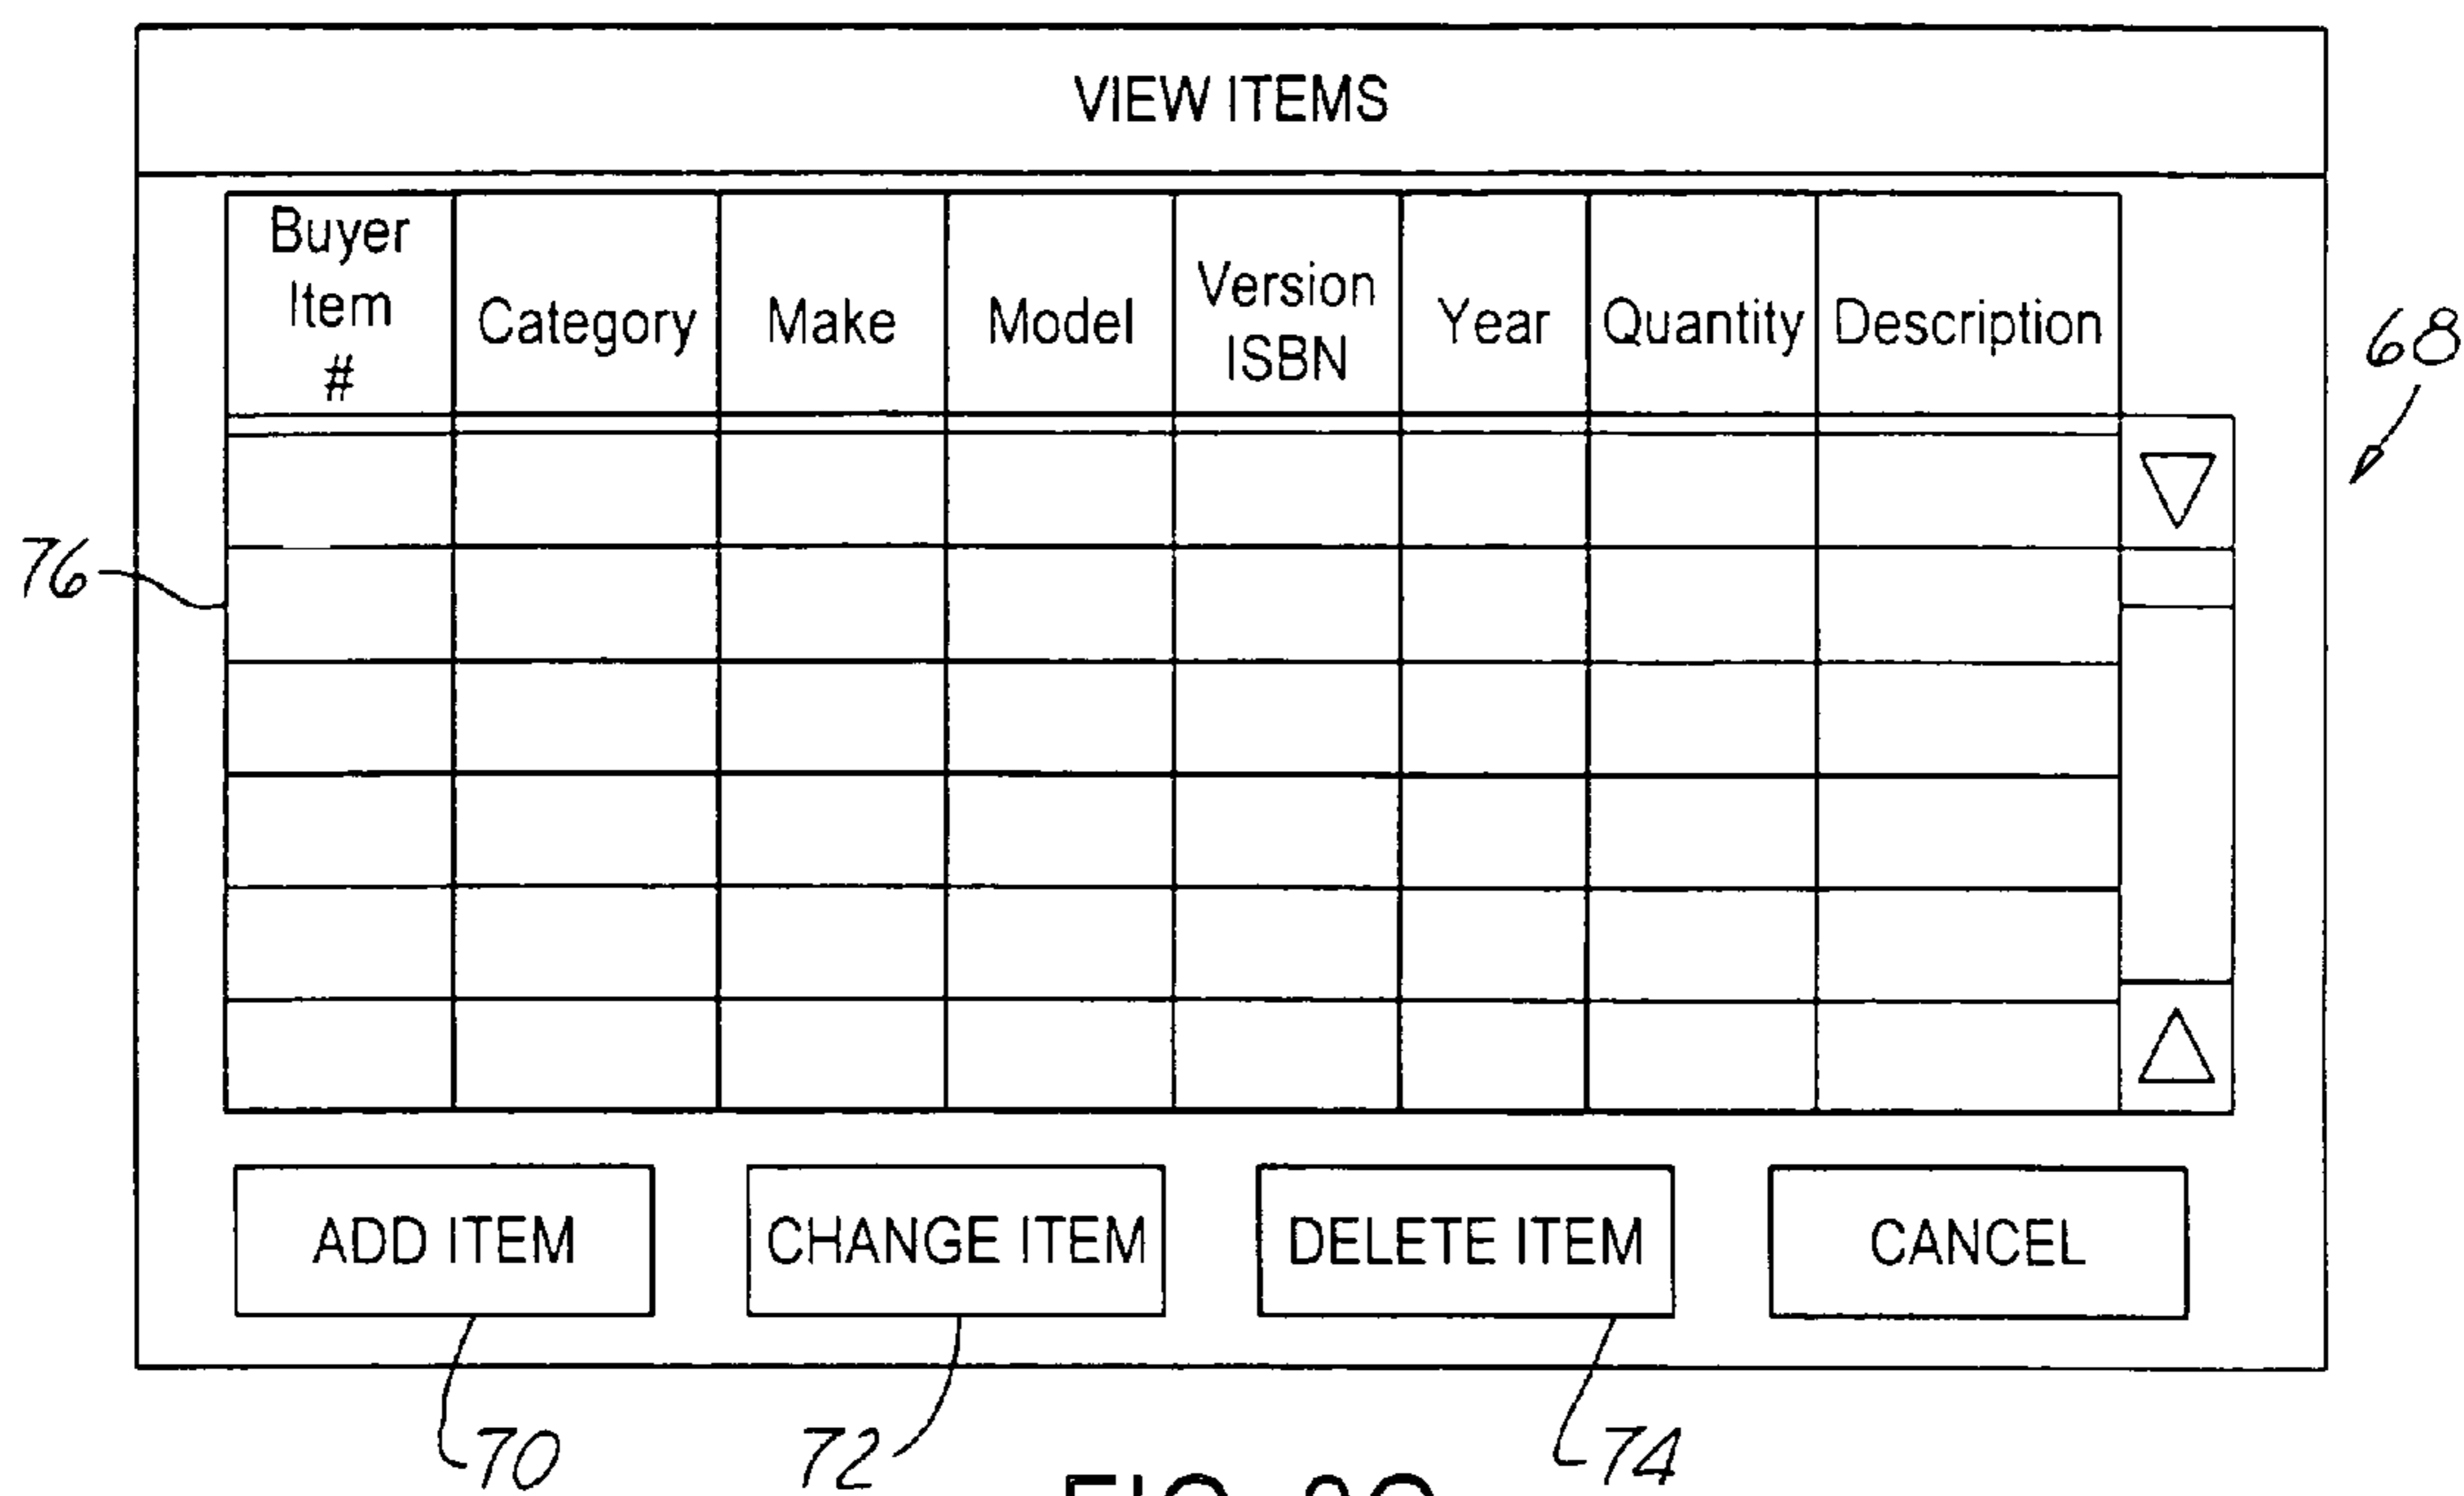 VIEW ITEMS
Buyer
Item
#
Category
Make
Model
Version
ISBN
Year
Quantity
Description
68
76
ADD ITEM
CHANGE ITEM
DELETE ITEM
CANCEL
70
72
74